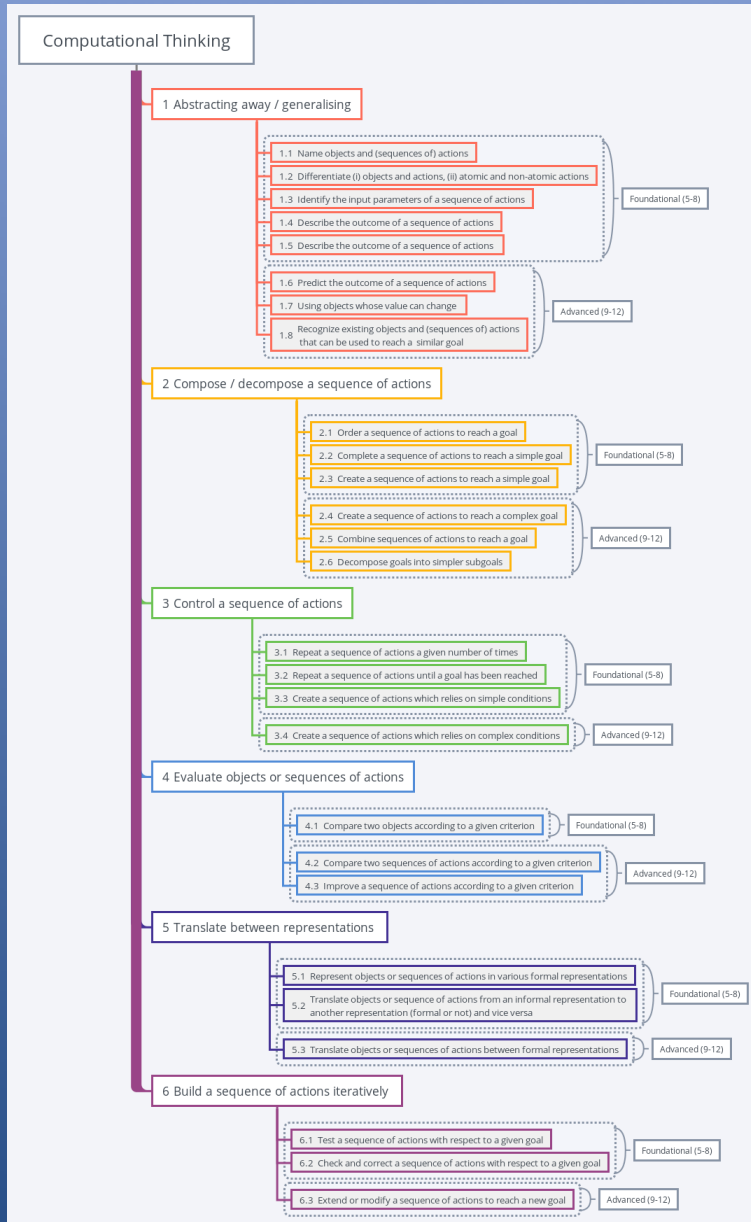 Computational Thinking
1 Abstracting away / generalising
1.1 Name objects and (sequences of) actions
1.2 Differentiate (i) objects and actions, (ii) atomic and non-atomic actions
1.3 Identify the input parameters of a sequence of actions
1.4 Describe the outcome of a sequence of actions
1.5 Describe the outcome of a sequence of actions
Foundational (5-8)
1.6 Predict the outcome of a sequence of actions
1.7 Using objects whose value can change
1.8 Recognize existing objects and (sequences of) actions
that can be used to reach a similar goal
Advanced (9-12)
2 Compose / decompose a sequence of actions
2.1 Order a sequence of actions to reach a goal
2.2 Complete a sequence of actions to reach a simple goal
2.3 Create a sequence of actions to reach a simple goal
Foundational (5-8)
2.4 Create a sequence of actions to reach a complex goal
2.5 Combine sequences of actions to reach a goal
2.6 Decompose goals into simpler subgoals
Advanced (9-12)
3 Control a sequence of actions
3.1 Repeat a sequence of actions a given number of times
3.2 Repeat a sequence of actions until a goal has been reached
3.3 Create a sequence of actions which relies on simple conditions
Foundational (5-8)
3.4 Create a sequence of actions which relies on complex conditions
Advanced (9-12)
4 Evaluate objects or sequences of actions
4.1 Compare two objects according to a given criterion
Foundational (5-8)
4.2 Compare two sequences of actions according to a given criterion
4.3 Improve a sequence of actions according to a given criterion
Advanced (9-12)
5 Translate between representations
5.1 Represent objects or sequences of actions in various formal representations
5.2 Translate objects or sequence of actions from an informal representation to
another representation (formal or not) and vice versa
Foundational (5-8)
5.3 Translate objects or sequences of actions between formal representations
Advanced (9-12)
6 Build a sequence of actions iteratively
6.1 Test a sequence of actions with respect to a given goal
6.2 Check and correct a sequence of actions with respect to a given goal
Foundational (5-8)
6.3 Extend or modify a sequence of actions to reach a new goal
Advanced (9-12)